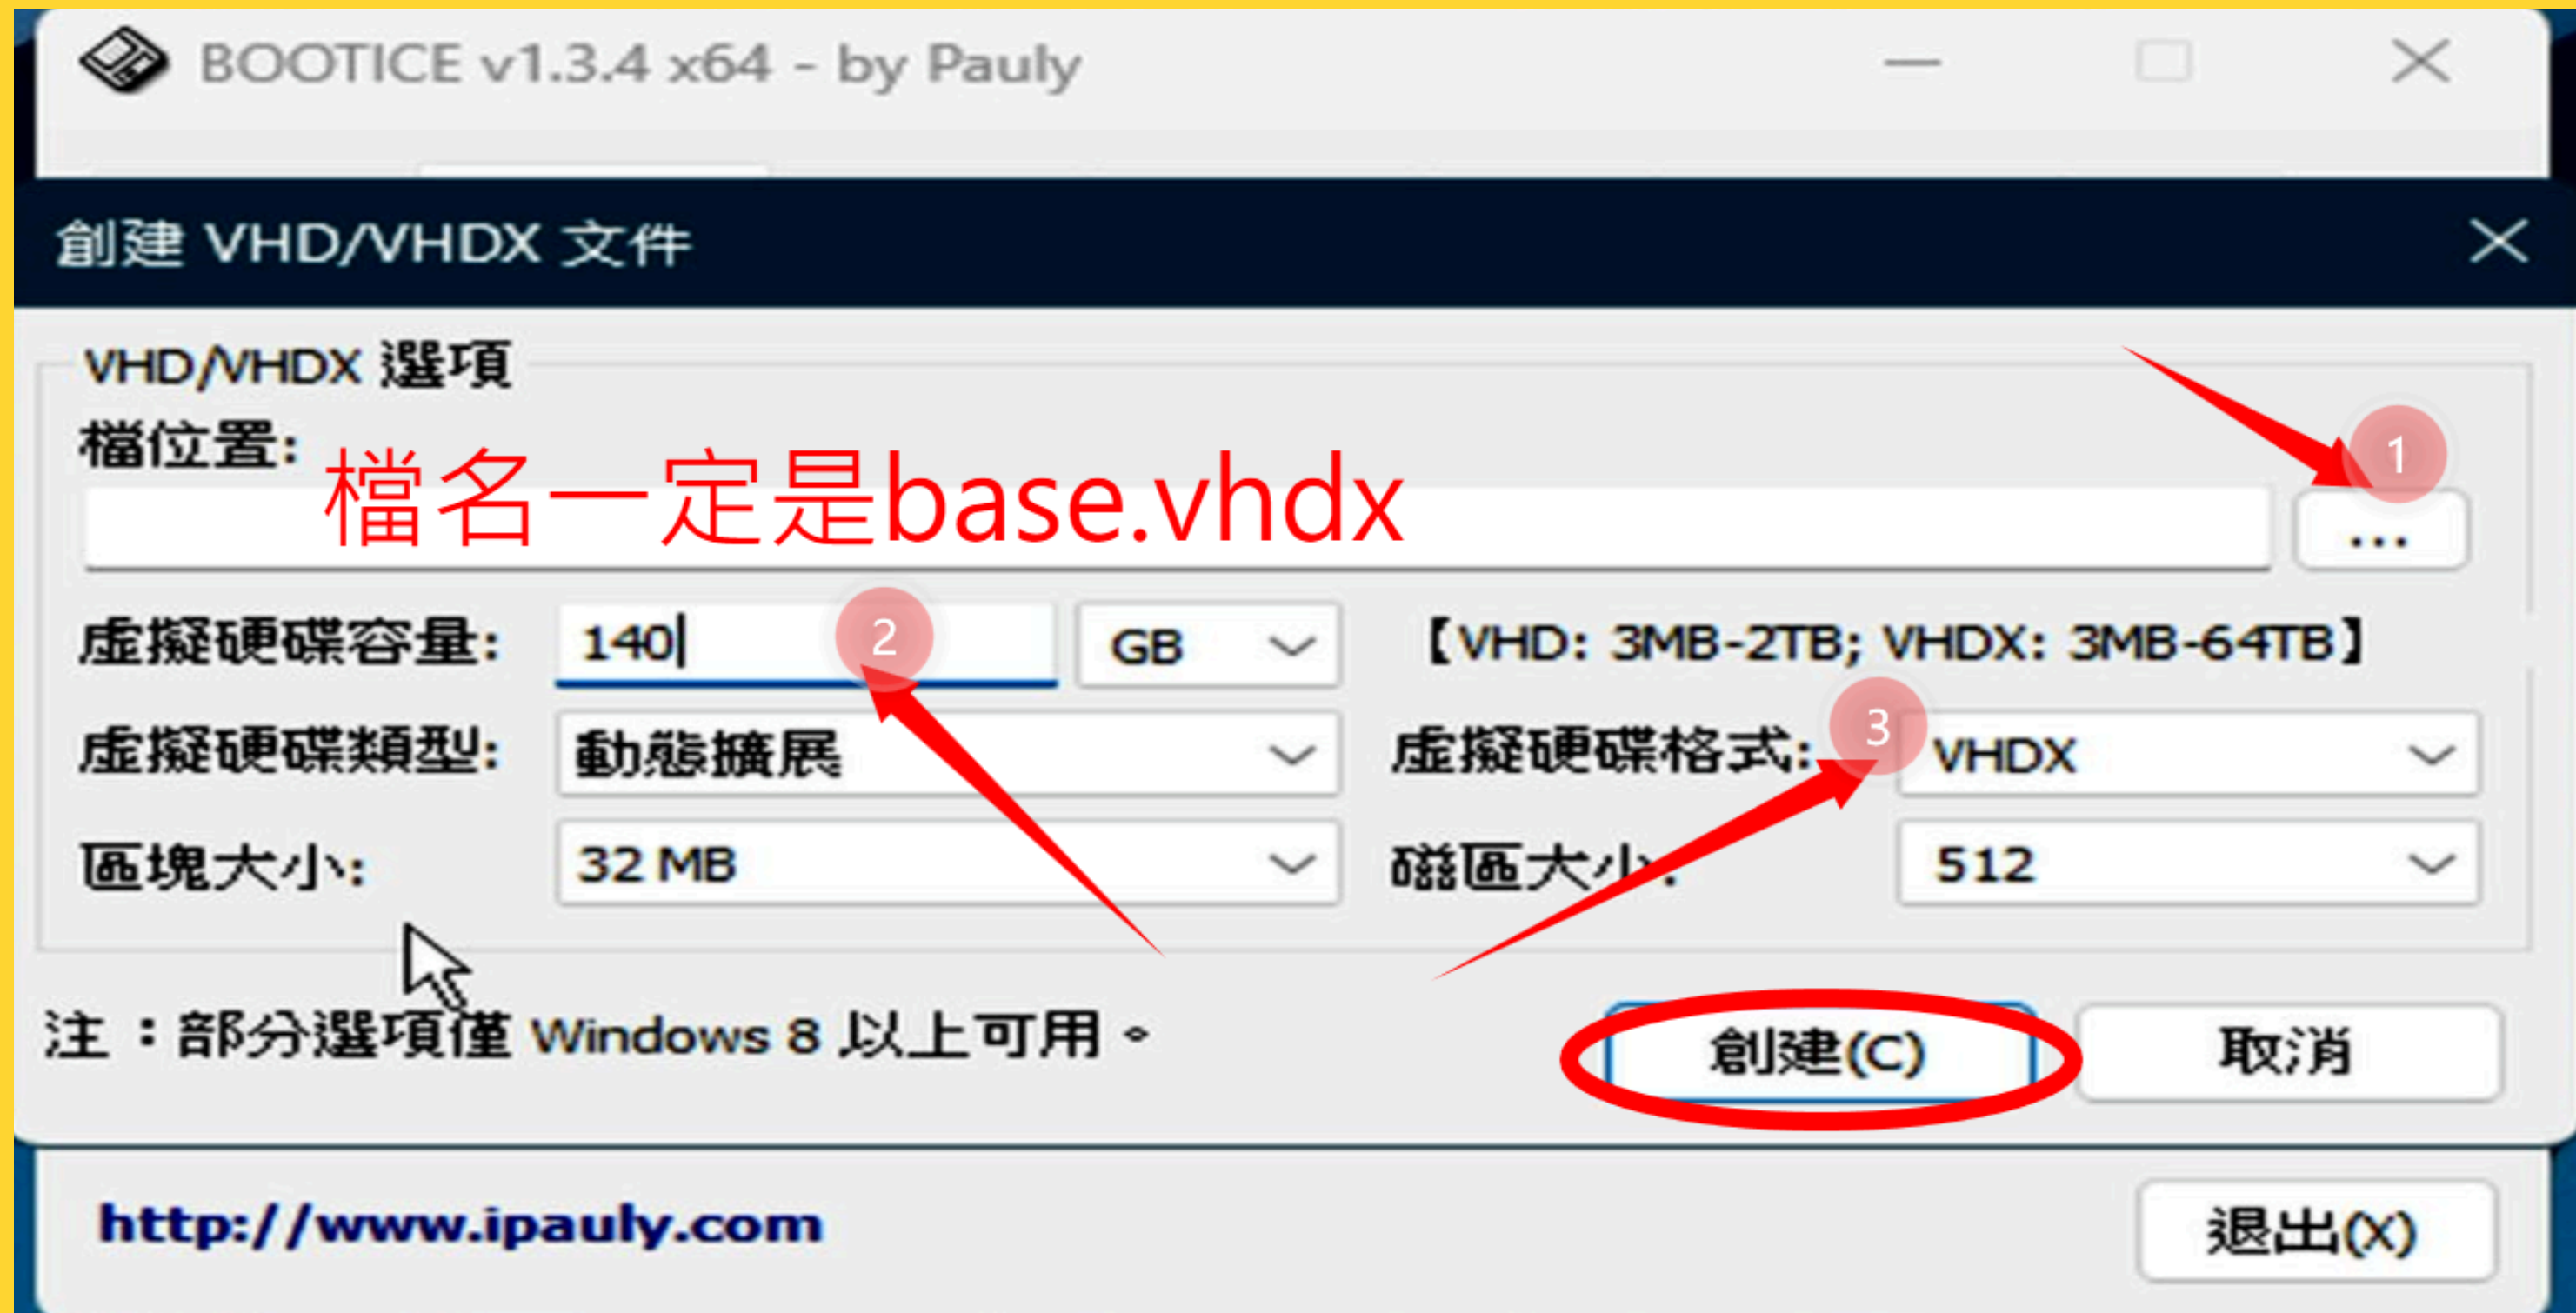 BOOTICE v1.3.4 x64 - by Pauly
創建 VHD/VHDX 文件
VHD/VHDX 選項
檔位置:
檔名一定是base.vhdx
1
...
虛擬硬碟容量: 140 2 GB 【VHD: 3MB-2TB; VHDX: 3MB-64TB】
虛擬硬碟類型: 動態擴展 虛擬硬碟格式: 3 VHDX
區塊大小: 32 MB 磁區大小: 512
注：部分選項僅 Windows 8 以上可用。
創建(C) 取消
http://www.ipauly.com 退出(X)